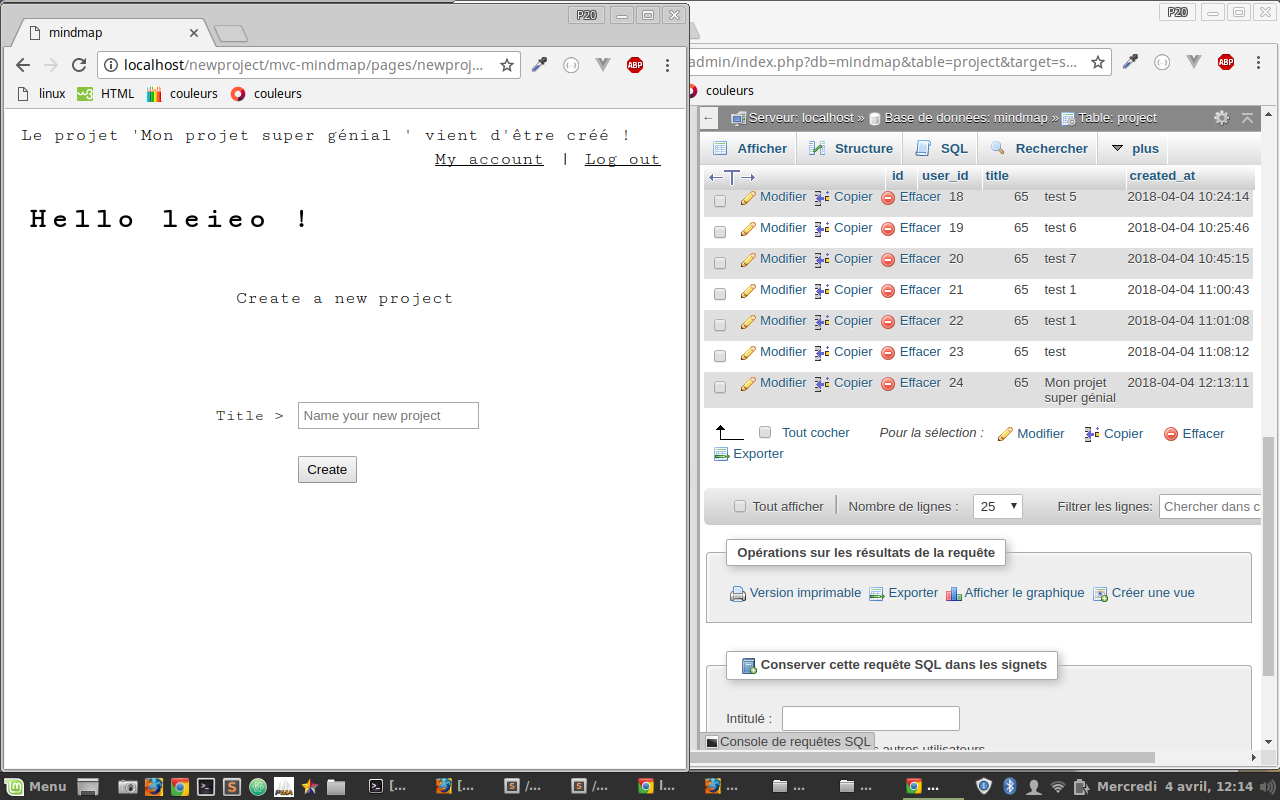 P20
mindmap
localhost/newproject/mvc-mindmap/pages/newproj...
ABP
linux HTML couleurs couleurs
Le projet 'Mon projet super génial ' vient d'être créé !
My account | Log out
Hello leieo !
Create a new project
Title > Name your new project
Create
P20
admin/index.php?db=mindmap&table=project&target=s...
ABP
couleurs
Serveur: localhost » Base de données: mindmap » Table: project
Afficher Structure SQL Rechercher plus
←T→ id user_id title created_at
Modifier Copier Effacer 18 65 test 5 2018-04-04 10:24:14
Modifier Copier Effacer 19 65 test 6 2018-04-04 10:25:46
Modifier Copier Effacer 20 65 test 7 2018-04-04 10:45:15
Modifier Copier Effacer 21 65 test 1 2018-04-04 11:00:43
Modifier Copier Effacer 22 65 test 1 2018-04-04 11:01:08
Modifier Copier Effacer 23 65 test 2018-04-04 11:08:12
Modifier Copier Effacer 24 65 Mon projet 2018-04-04 12:13:11
super génial
Tout cocher Pour la sélection : Modifier Copier Effacer
Exporter
Tout afficher Nombre de lignes : 25 Filtrer les lignes: Chercher dans c
Opérations sur les résultats de la requête
Version imprimable Exporter Afficher le graphique Créer une vue
Conserver cette requête SQL dans les signets
Intitulé :
Console de requêtes SQL
s autres utilisateurs
Menu [... [... /... /... l... ... ... ... ... Mercredi 4 avril, 12:14